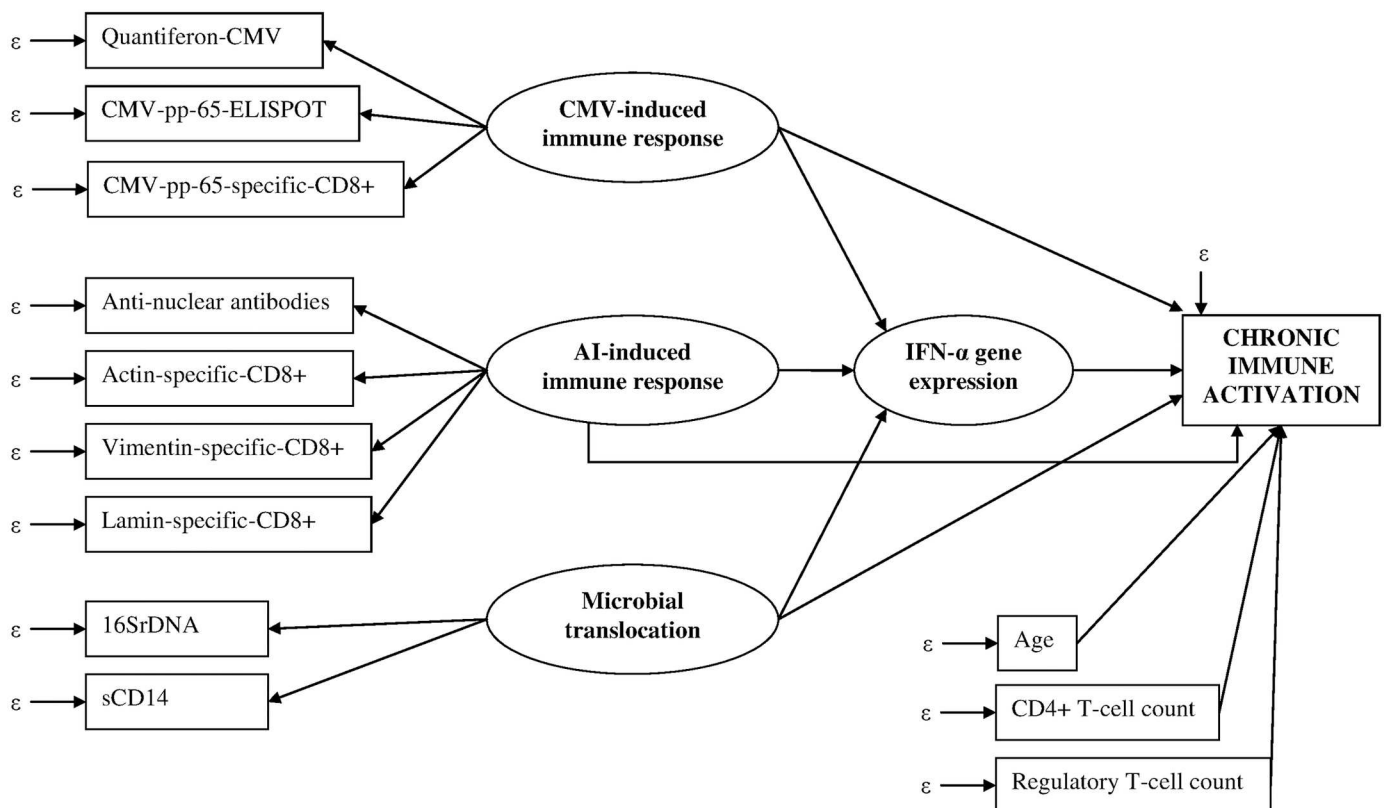 ε
Quantiferon-CMV
ε
CMV-pp-65-ELISPOT
ε
CMV-pp-65-specific-CD8+
CMV-induced
immune response
ε
Anti-nuclear antibodies
ε
Actin-specific-CD8+
ε
Vimentin-specific-CD8+
ε
Lamin-specific-CD8+
AI-induced
immune response
IFN-α gene
expression
ε
CHRONIC
IMMUNE
ACTIVATION
ε
16SrDNA
ε
sCD14
Microbial
translocation
ε
Age
ε
CD4+ T-cell count
ε
Regulatory T-cell count